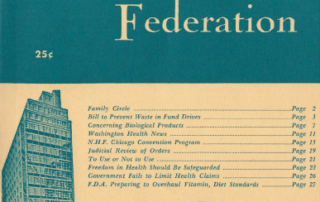 Federation
25¢
Family Circle ........ Page 2
Bill to Prevent Waste in Fund Drives ........ Page 3
Concerning Biological Products ........ Page 7
Washington Health News ........ Page 11
N.H.F. Chicago Convention Program ........ Page 15
Judicial Review of Orders ........ Page 19
To Use or Not to Use ........ Page 21
Freedom in Health Should Be Safeguarded ........ Page 23
Government Fails to Limit Health Claims ........ Page 26
F.D.A. Preparing to Overhaul Vitamin, Diet Standards ........ Page 27